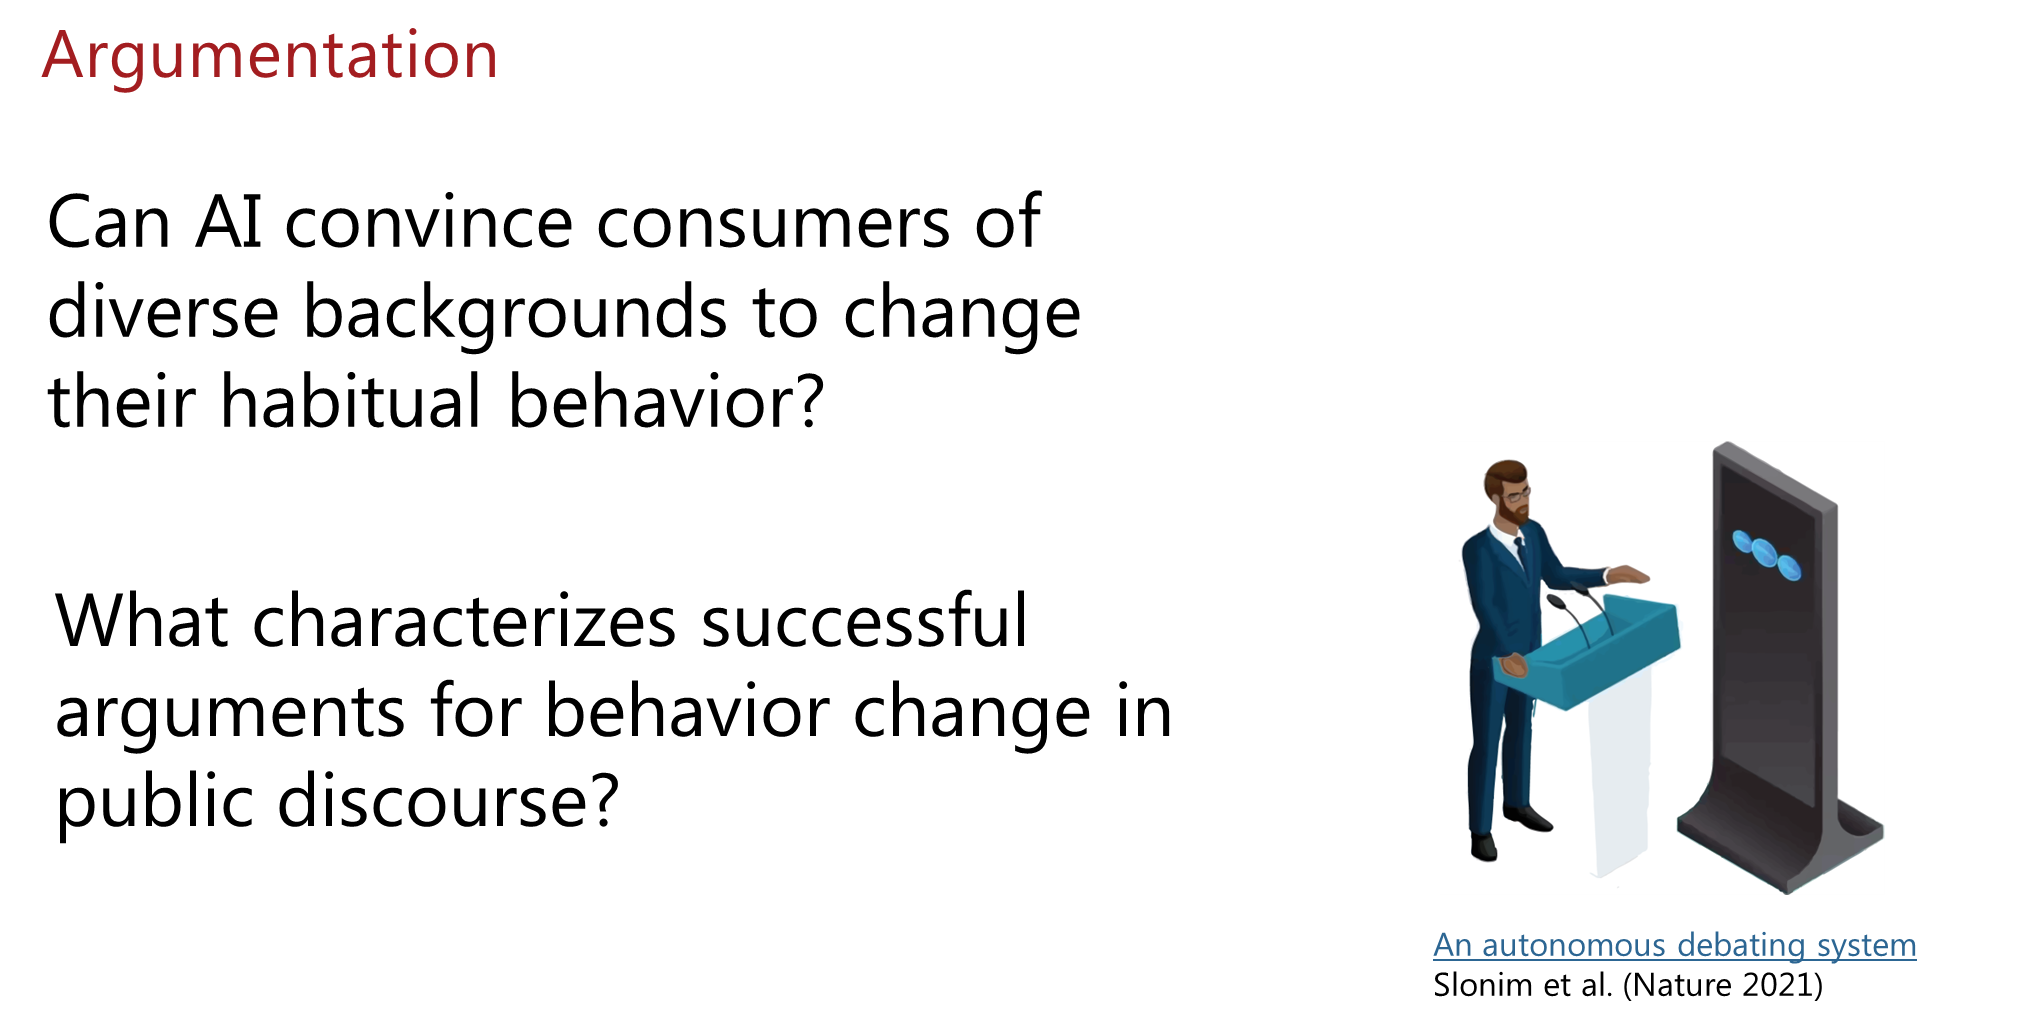 Argumentation
Can AI convince consumers of
diverse backgrounds to change
their habitual behavior?
What characterizes successful
arguments for behavior change in
public discourse?
An autonomous debating system
Slonim et al. (Nature 2021)